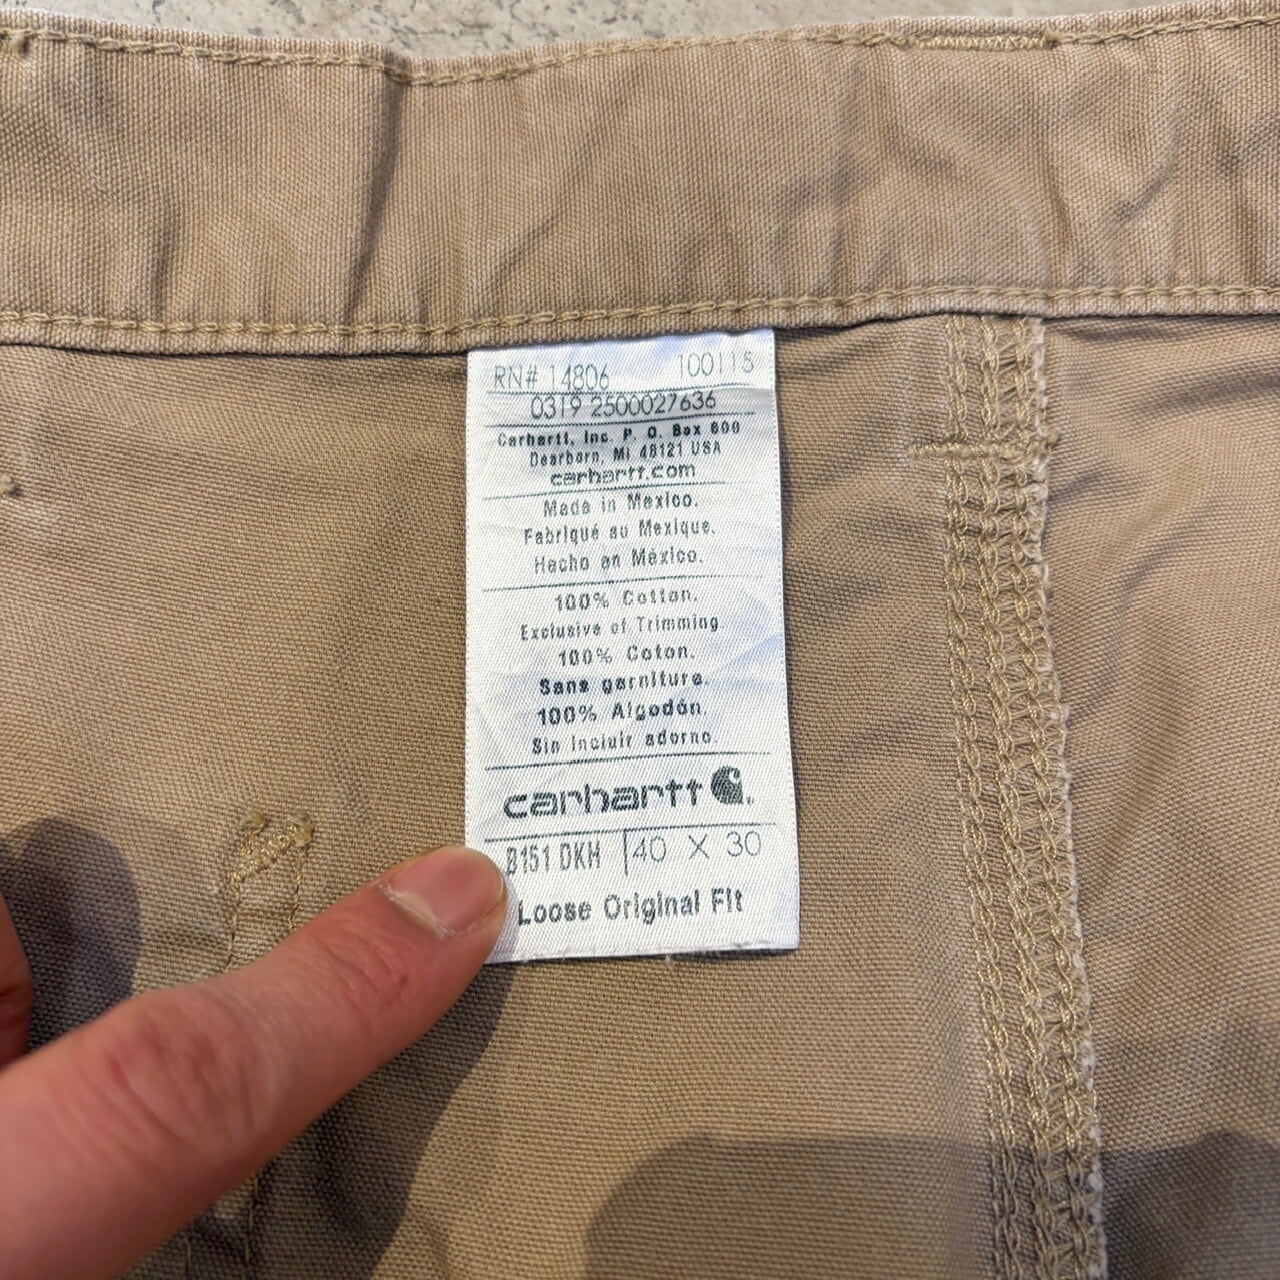 RN# 14806 100115
0319 2500027636
Carhartt, Inc. P. O. Box 600
Dearborn, MI 48121 USA
carhartt.com
Made in Mexico.
Fabriqué au Mexique.
Hecho en México.
100% Cotton.
Exclusive of Trimming
100% Coton.
Sans garniture.
100% Algodón.
Sin incluir adorno.
carhartt
B151 DKH 40 X 30
Loose Original Fit